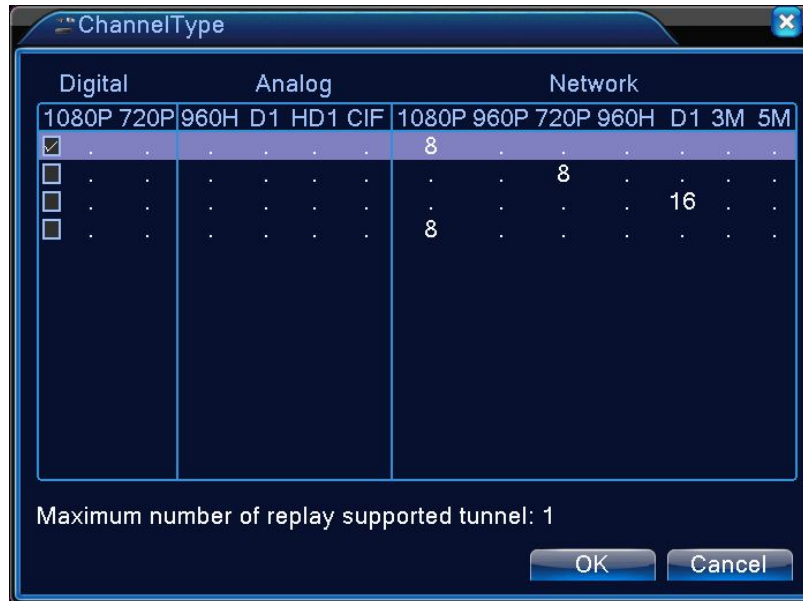 ChannelType
Digital Analog Network
1080P 720P 960H D1 HD1 CIF 1080P 960P 720P 960H D1 3M 5M
. . . . . . 8 . . . . . .
. . . . . . . . 8 . . . .
. . . . . . . . . . 16 . .
. . . . . . 8 . . . . . .
Maximum number of replay supported tunnel: 1
OK Cancel